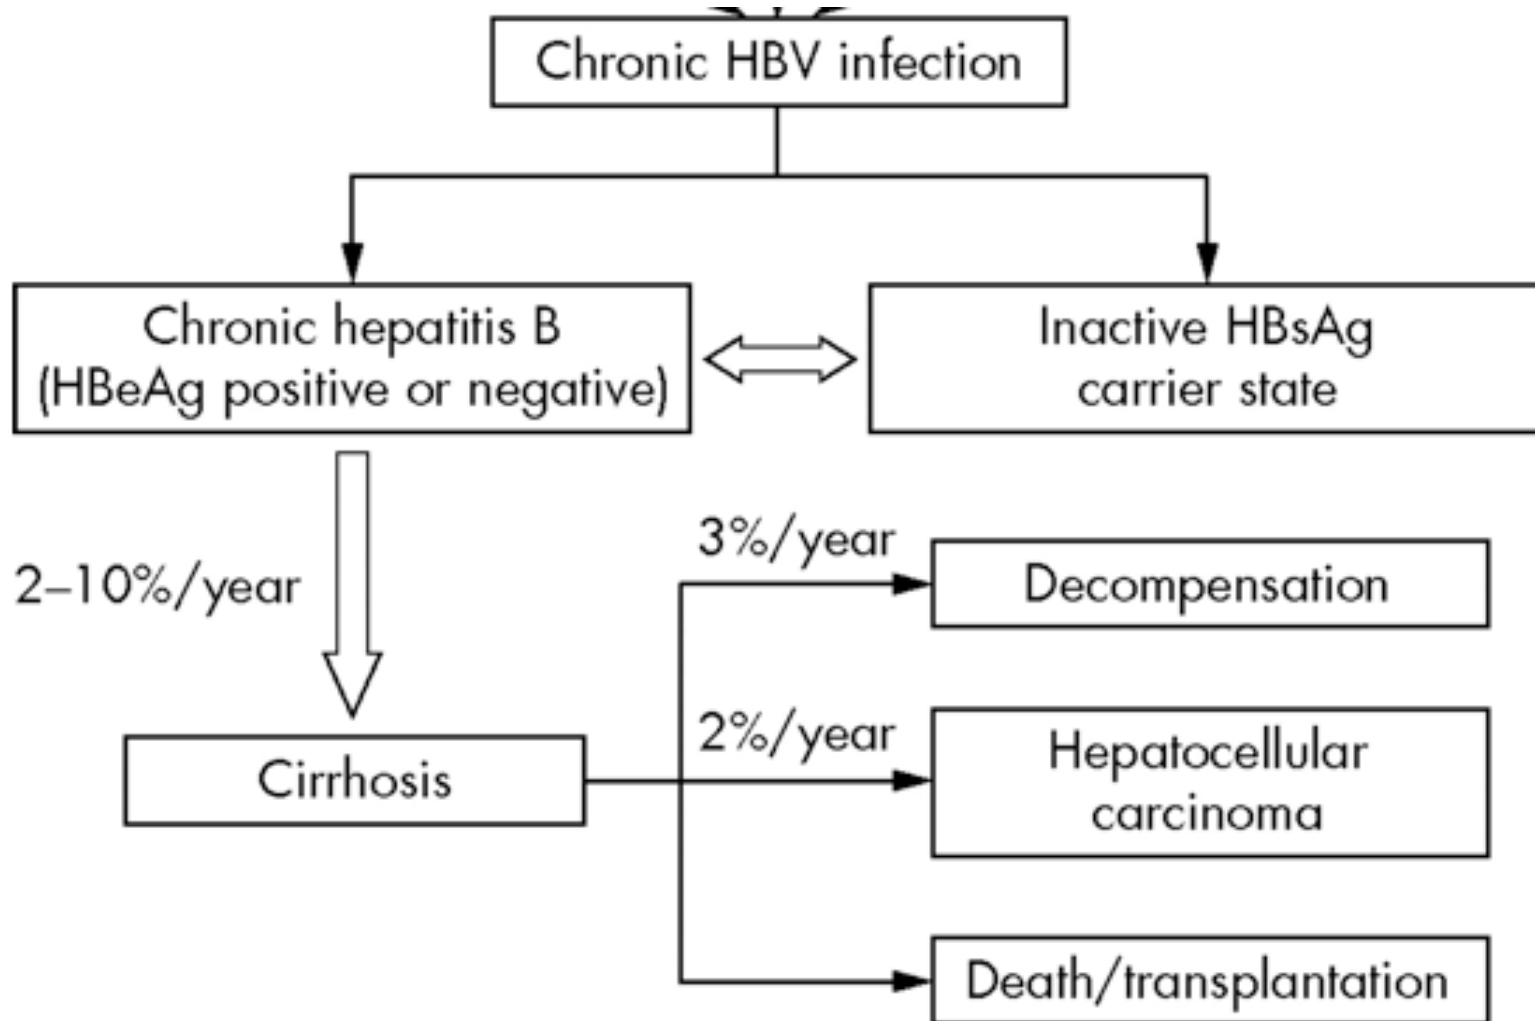 Chronic HBV infection
Chronic hepatitis B
(HBeAg positive or negative)
Inactive HBsAg
carrier state
2–10%/year
3%/year
Decompensation
2%/year
Cirrhosis
Hepatocellular
carcinoma
Death/transplantation